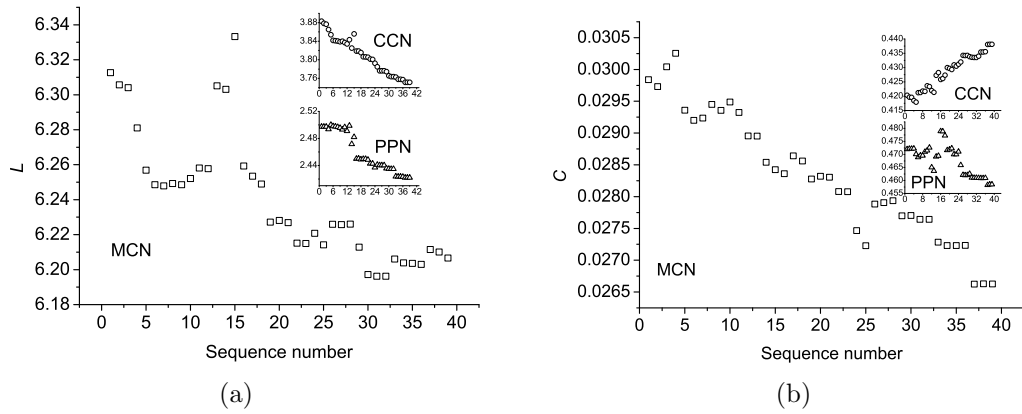 6.34
6.32
6.30
6.28
6.26
6.24
6.22
6.20
6.18
L
0 5 10 15 20 25 30 35 40
Sequence number
MCN
3.88
3.84
3.80
3.76
0 6 12 18 24 30 36 42
CCN
2.52
2.48
2.44
0 6 12 18 24 30 36 42
PPN
(a)
0.0305
0.0300
0.0295
0.0290
0.0285
0.0280
0.0275
0.0270
0.0265
C
0 5 10 15 20 25 30 35 40
Sequence number
MCN
0.440
0.435
0.430
0.425
0.420
0.415
0 8 16 24 32 40
CCN
0.480
0.475
0.470
0.465
0.460
0.455
0 8 16 24 32 40
PPN
(b)